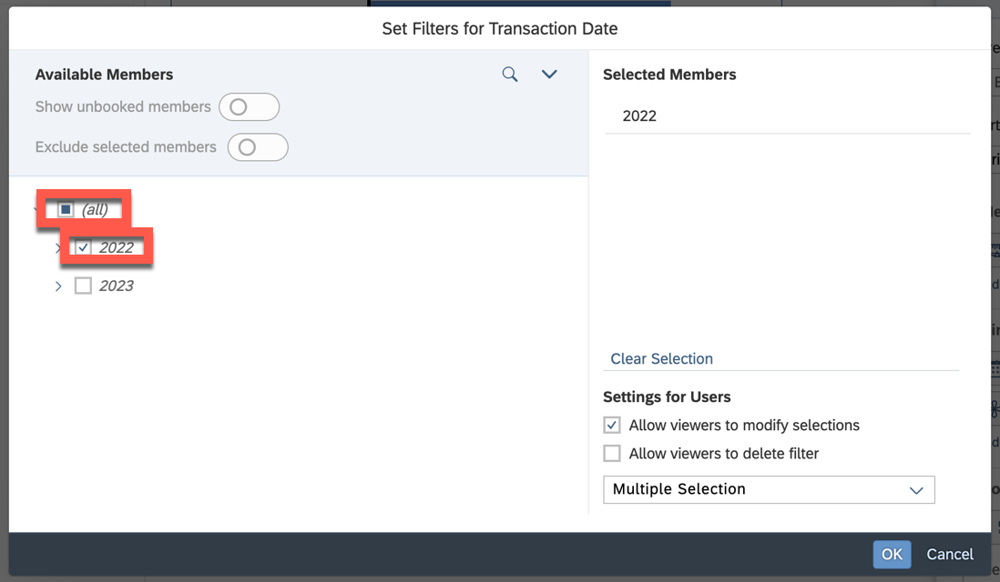 Set Filters for Transaction Date
Available Members
Show unbooked members
Exclude selected members
(all)
2022
2023
Selected Members
2022
Clear Selection
Settings for Users
Allow viewers to modify selections
Allow viewers to delete filter
Multiple Selection
OK
Cancel